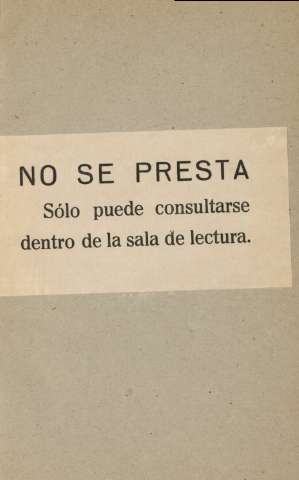 NO SE PRESTA
Sólo puede consultarse
dentro de la sala de lectura.